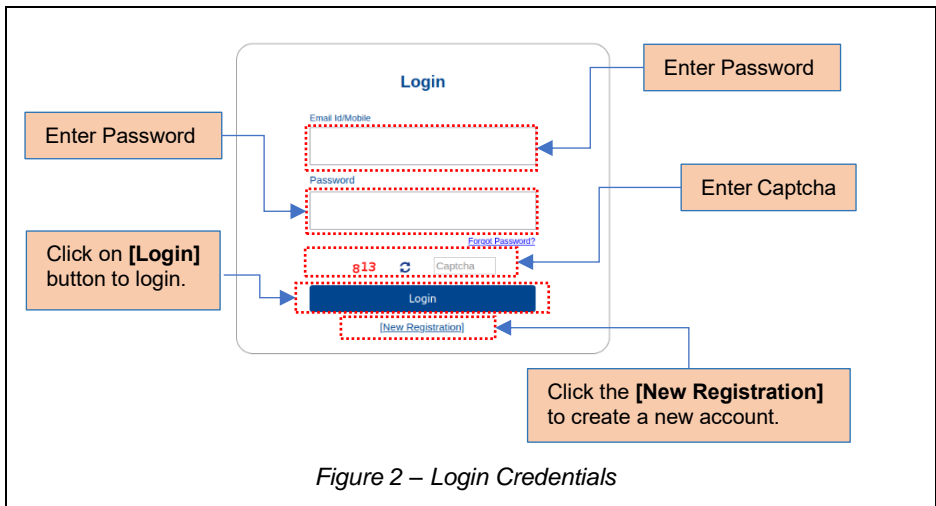 Enter Password
Login
Email Id/Mobile
Enter Password
Password
Enter Captcha
Forgot Password?
Click on [Login]
button to login.
813
Captcha
Login
[New Registration]
Click the [New Registration]
to create a new account.
Figure 2 – Login Credentials